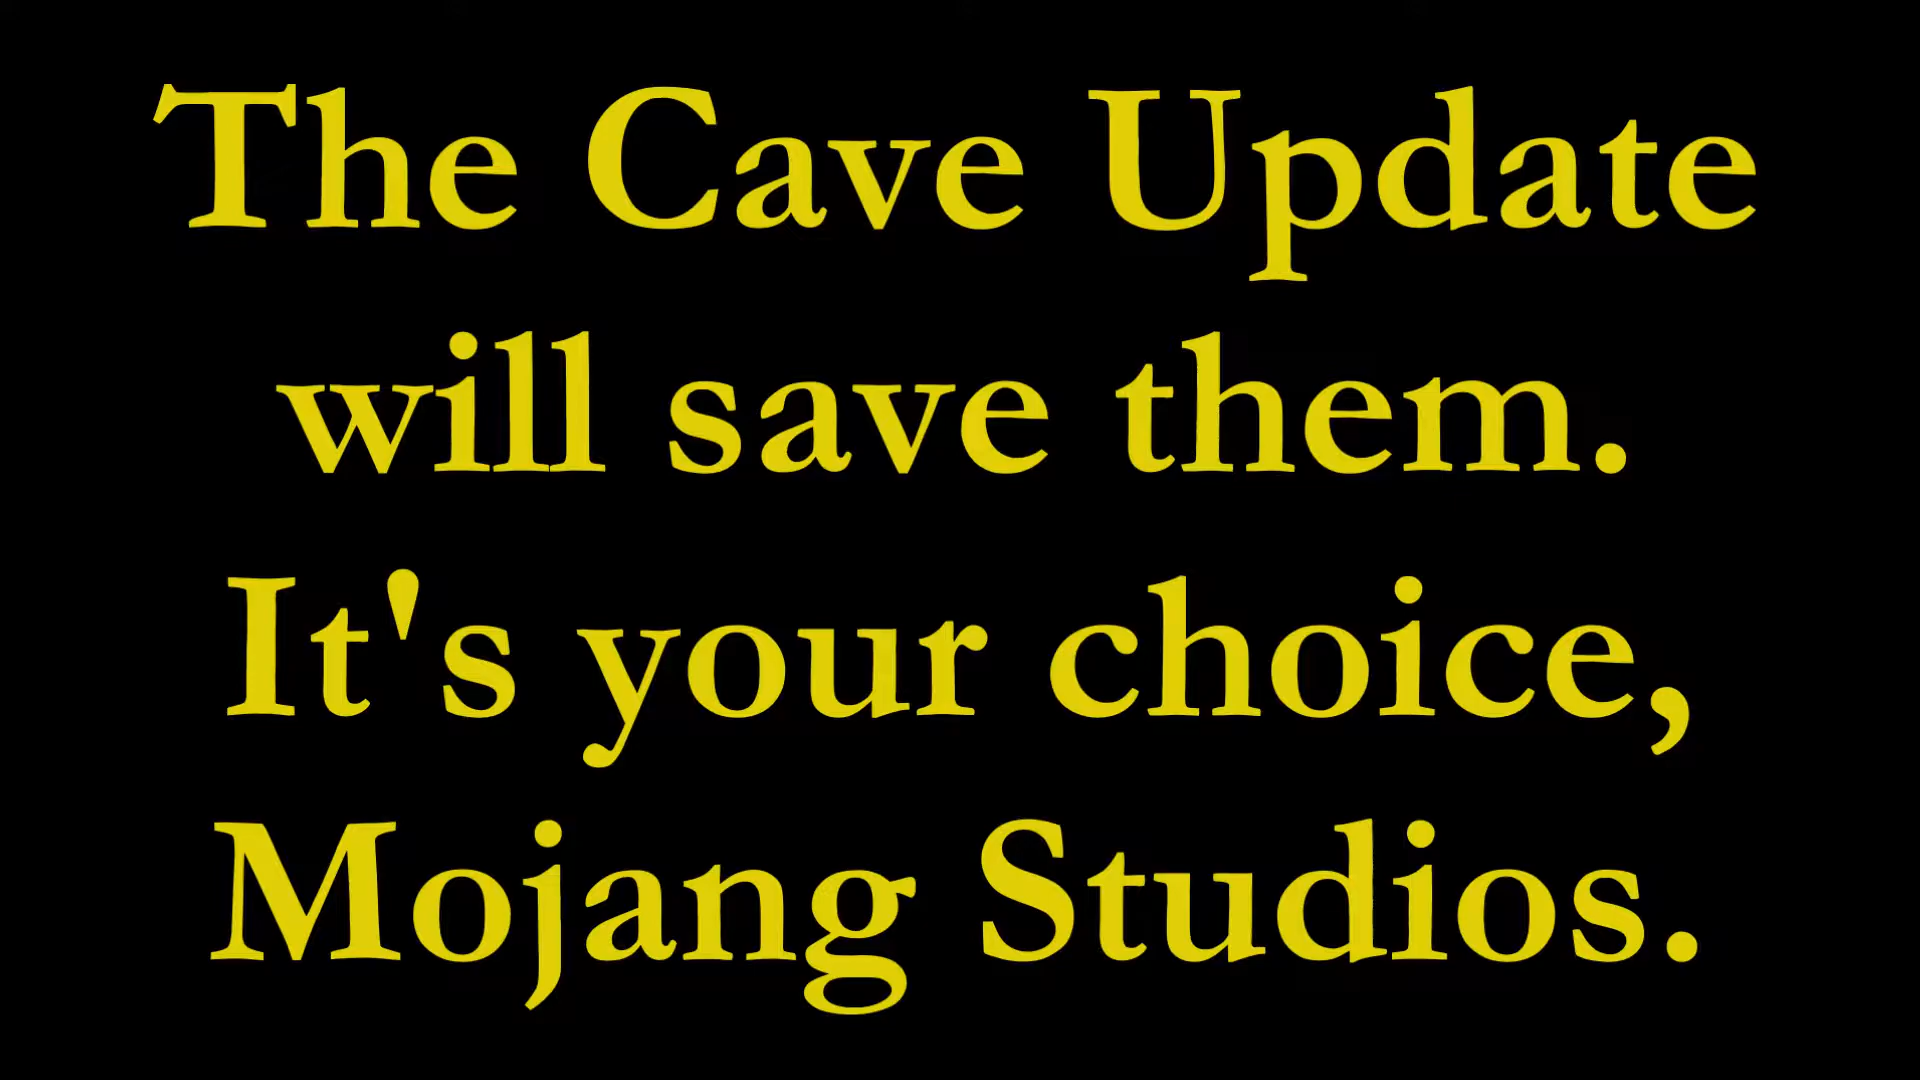 The Cave Update
will save them.
It's your choice,
Mojang Studios.